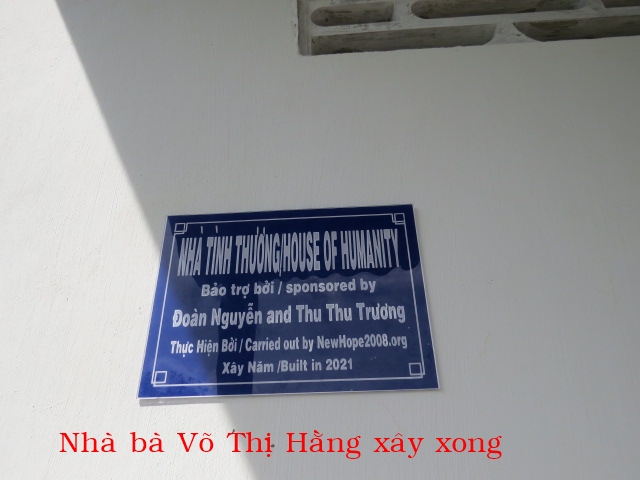 NHÀ TÌNH THƯƠNG/HOUSE OF HUMANITY
Bảo trợ bởi / sponsored by
Đoàn Nguyễn and Thu Thu Trương
Thực Hiện Bởi / Carried out by NewHope2008.org
Xây Năm /Built in 2021
Nhà bà Võ Thị Hằng xây xong